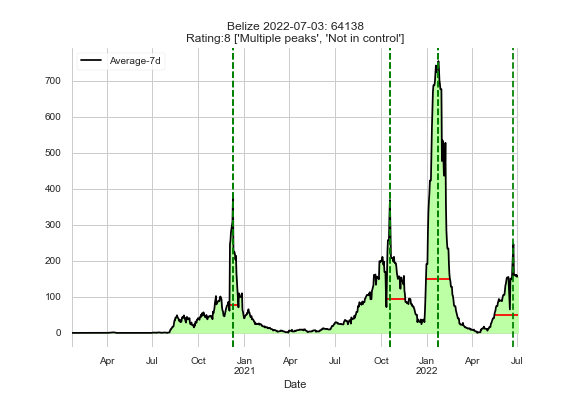 Belize 2022-07-03: 64138
Rating:8 ['Multiple peaks', 'Not in control']
Average-7d
700
600
500
400
300
200
100
0
Apr Jul Oct Jan Apr Jul Oct Jan Apr Jul
2021 2022
Date